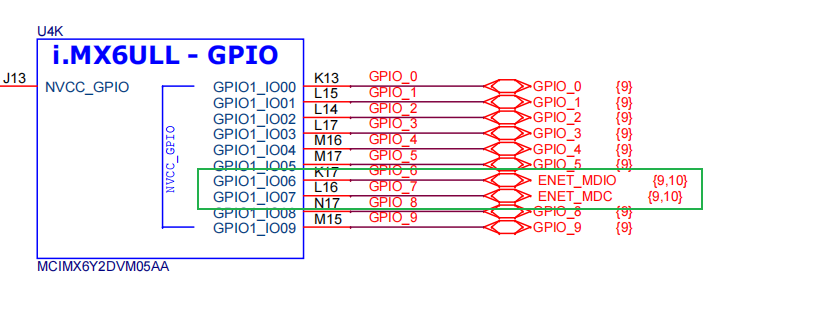 U4K
i.MX6ULL - GPIO
J13 NVCC_GPIO
NVCC_GPIO
GPIO1_IO00 K13 GPIO_0 GPIO_0 {9}
GPIO1_IO01 L15 GPIO_1 GPIO_1 {9}
GPIO1_IO02 L14 GPIO_2 GPIO_2 {9}
GPIO1_IO03 L17 GPIO_3 GPIO_3 {9}
GPIO1_IO04 M16 GPIO_4 GPIO_4 {9}
GPIO1_IO05 M17 GPIO_5 GPIO_5 {9}
GPIO1_IO06 K17 GPIO_6 ENET_MDIO {9,10}
GPIO1_IO07 L16 GPIO_7 ENET_MDC {9,10}
GPIO1_IO08 N17 GPIO_8 GPIO_8 {9}
GPIO1_IO09 M15 GPIO_9 GPIO_9 {9}
MCIMX6Y2DVM05AA